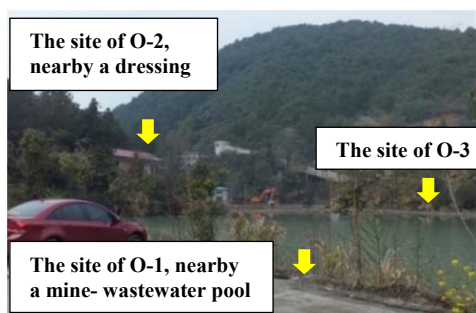 The site of O-2,
nearby a dressing
The site of O-3
The site of O-1, nearby
a mine- wastewater pool